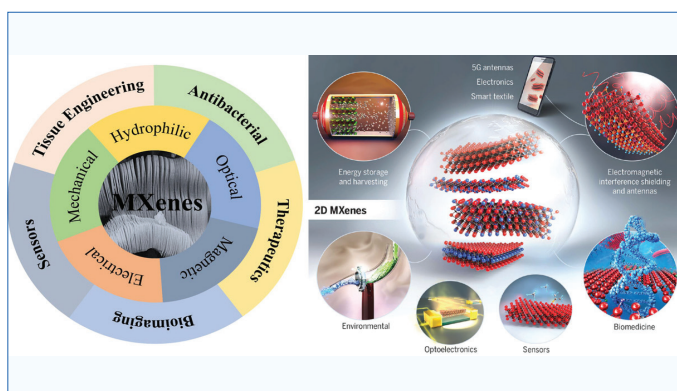 Tissue Engineering
Antibacterial
Therapeutics
Bioimaging
Sensors
Hydrophilic
Optical
Magnetic
Electrical
Mechanical
MXenes
5G antennas
Electronics
Smart textile
Energy storage
and harvesting
Electromagnetic
interference shielding
and antennas
2D MXenes
Environmental
Optoelectronics
Sensors
Biomedicine